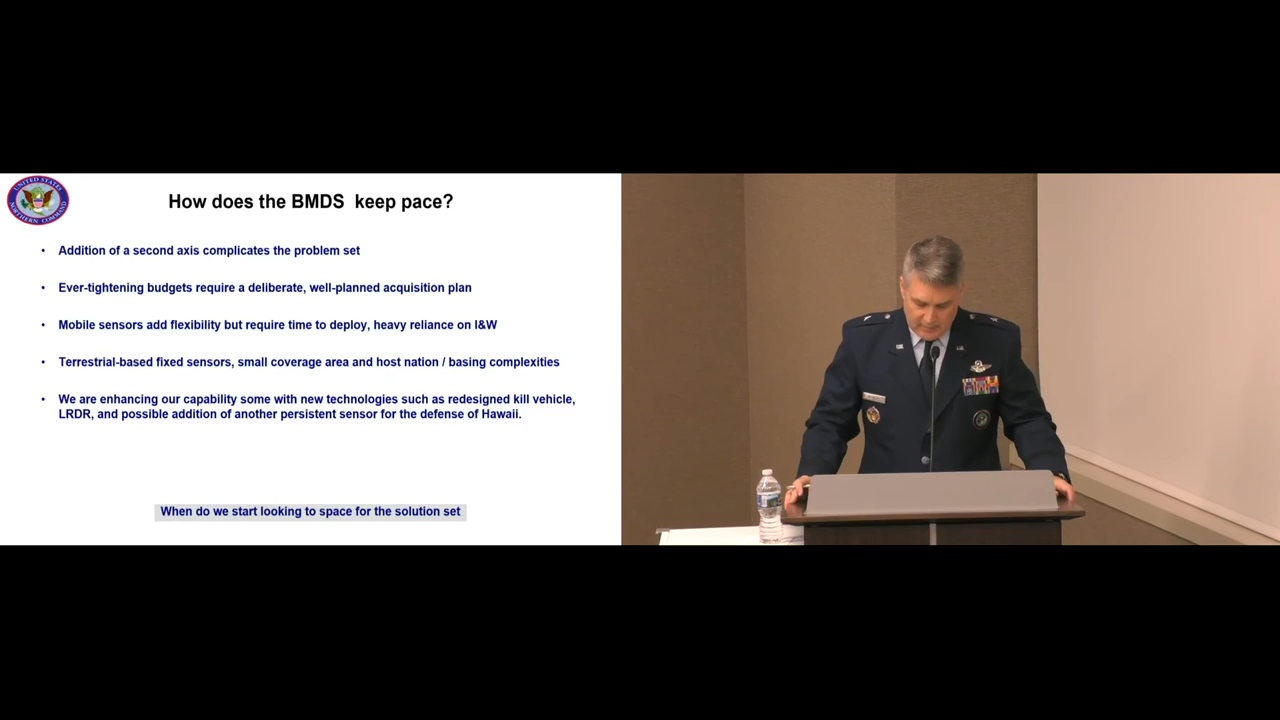 UNITED STATES
NORTHERN COMMAND
How does the BMDS keep pace?
• Addition of a second axis complicates the problem set
• Ever-tightening budgets require a deliberate, well-planned acquisition plan
• Mobile sensors add flexibility but require time to deploy, heavy reliance on I&W
• Terrestrial-based fixed sensors, small coverage area and host nation / basing complexities
• We are enhancing our capability some with new technologies such as redesigned kill vehicle,
LRDR, and possible addition of another persistent sensor for the defense of Hawaii.
When do we start looking to space for the solution set